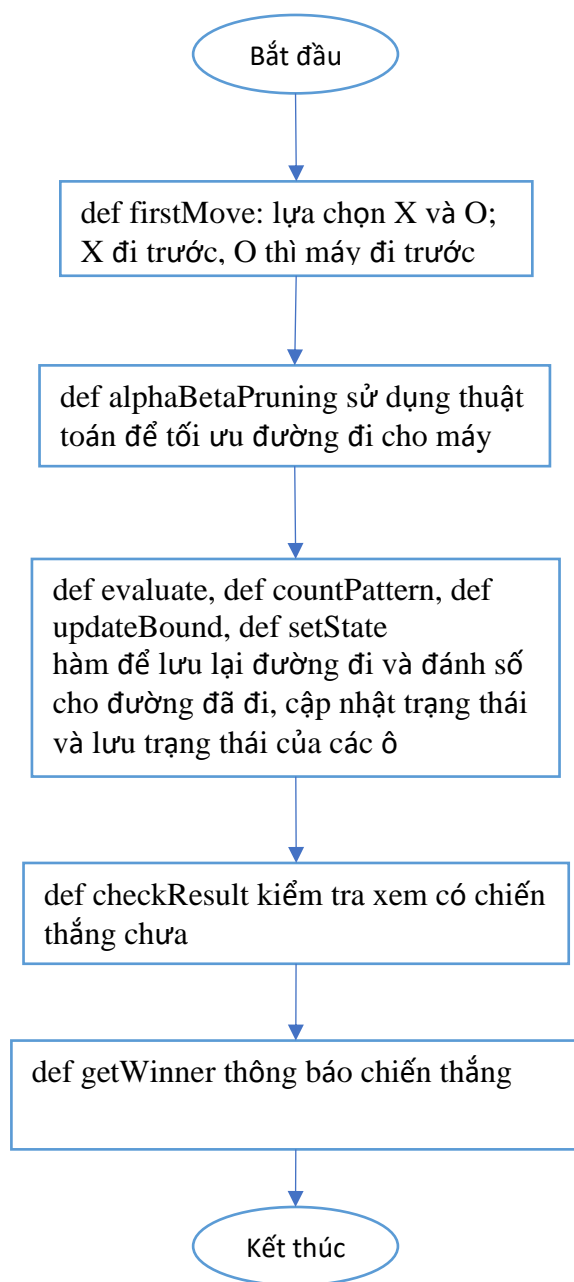 Bắt đầu
def firstMove: lựa chọn X và O;
X đi trước, O thì máy đi trước
def alphaBetaPruning sử dụng thuật
toán để tối ưu đường đi cho máy
def evaluate, def countPattern, def
updateBound, def setState
hàm để lưu lại đường đi và đánh số
cho đường đã đi, cập nhật trạng thái
và lưu trạng thái của các ô
def checkResult kiểm tra xem có chiến
thắng chưa
def getWinner thông báo chiến thắng
Kết thúc